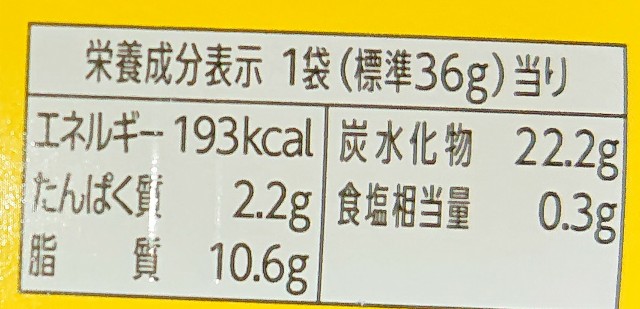 栄養成分表示 1袋(標準36g)当り
エネルギー 193kcal
たんぱく質 2.2g
脂質 10.6g
炭水化物 22.2g
食塩相当量 0.3g